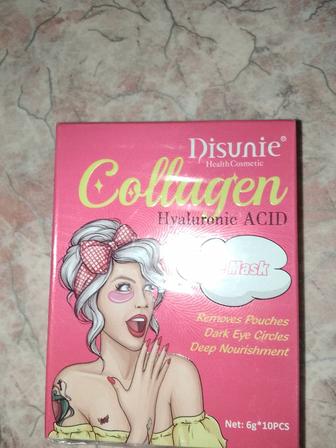 Disunie®
HealthCosmetic
Collagen
Hyaluronic ACID
Mask
Removes Pouches
Dark Eye Circles
Deep Nourishment
Net: 6g*10PCS